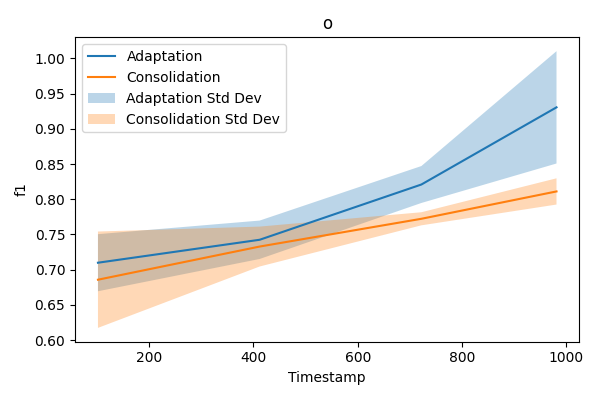 o
1.00
0.95
0.90
0.85
0.80
0.75
0.70
0.65
0.60
f1
Adaptation
Consolidation
Adaptation Std Dev
Consolidation Std Dev
200 400 600 800 1000
Timestamp